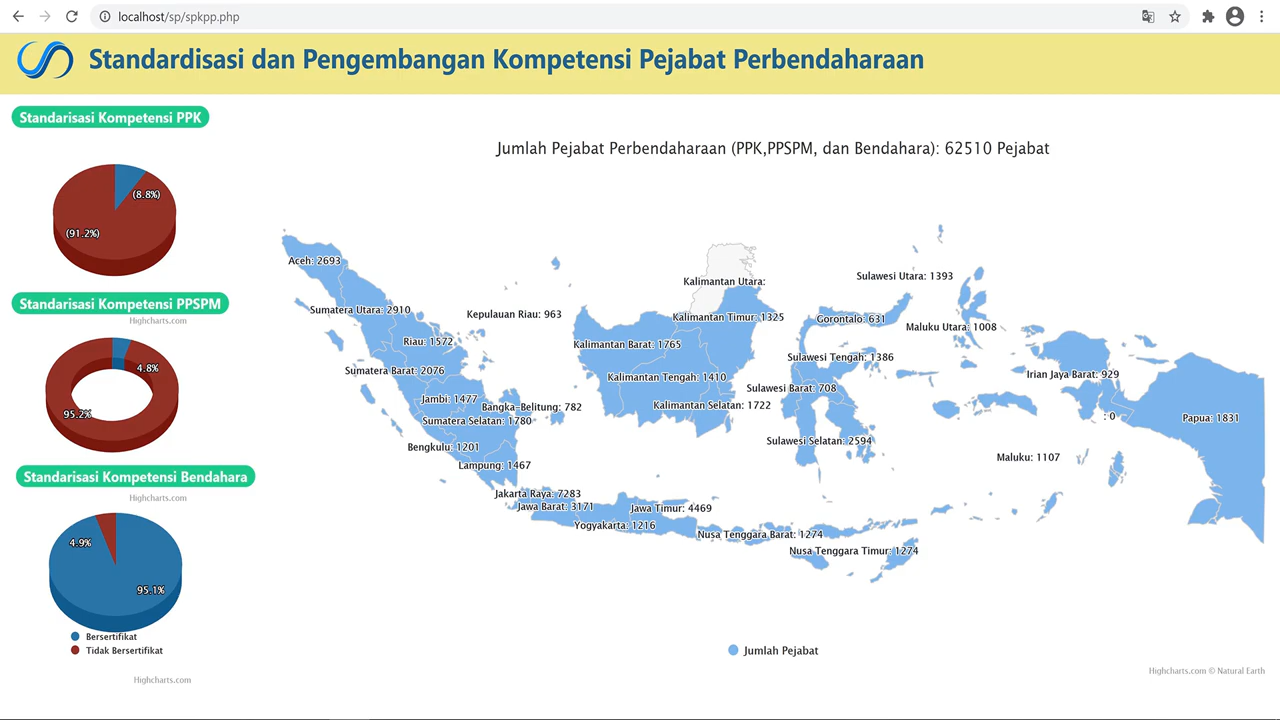 localhost/sp/spkpp.php
Standardisasi dan Pengembangan Kompetensi Pejabat Perbendaharaan
Standarisasi Kompetensi PPK
(8.8%)
(91.2%)
Standarisasi Kompetensi PPSPM
Highcharts.com
4.8%
95.2%
Standarisasi Kompetensi Bendahara
Highcharts.com
4.9%
95.1%
Bersertifikat
Tidak Bersertifikat
Highcharts.com
Jumlah Pejabat Perbendaharaan (PPK,PPSPM, dan Bendahara): 62510 Pejabat
Aceh: 2693
Sumatera Utara: 2910
Riau: 1572
Sumatera Barat: 2076
Jambi: 1477
Bangka-Belitung: 782
Sumatera Selatan: 1780
Bengkulu: 1201
Lampung: 1467
Kepulauan Riau: 963
Jakarta Raya: 7283
Jawa Barat: 3171
Jawa Timur: 4469
Yogyakarta: 1216
Nusa Tenggara Barat: 1274
Nusa Tenggara Timur: 1274
Kalimantan Utara:
Kalimantan Timur: 1325
Kalimantan Barat: 1765
Kalimantan Tengah: 1410
Kalimantan Selatan: 1722
Sulawesi Utara: 1393
Gorontalo: 631
Maluku Utara: 1008
Sulawesi Tengah: 1386
Sulawesi Barat: 708
Sulawesi Selatan: 2594
Irian Jaya Barat: 929
: 0
Papua: 1831
Maluku: 1107
Jumlah Pejabat
Highcharts.com © Natural Earth